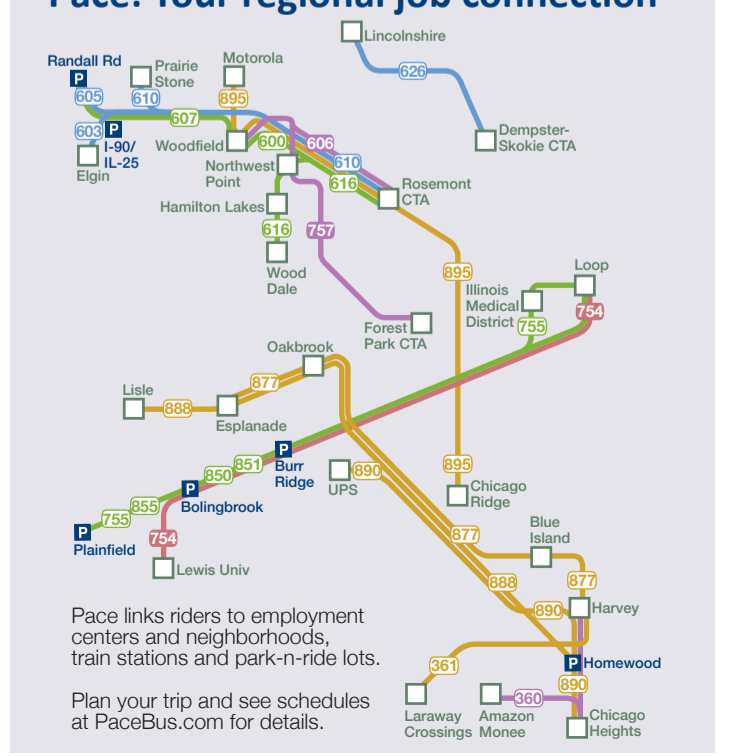 Pace: Your regional job connection
Lincolnshire
626
Dempster-
Skokie CTA
Randall Rd
P
Prairie
Stone
Motorola
605
610
895
607
603
P
I-90/
IL-25
Elgin
Woodfield
600
606
Northwest
Point
610
616
Rosemont
CTA
Hamilton Lakes
616
757
Wood
Dale
895
Forest
Park CTA
Loop
Illinois
Medical
District
755
754
Oakbrook
877
Lisle
888
Esplanade
P
Burr
Ridge
851
850
P
Bolingbrook
855
755
P
Plainfield
754
Lewis Univ
890
UPS
895
Chicago
Ridge
877
Blue
Island
877
888
890
Harvey
P
Homewood
361
890
360
Laraway
Crossings
Amazon
Monee
Chicago
Heights
Pace links riders to employment
centers and neighborhoods,
train stations and park-n-ride lots.
Plan your trip and see schedules
at PaceBus.com for details.